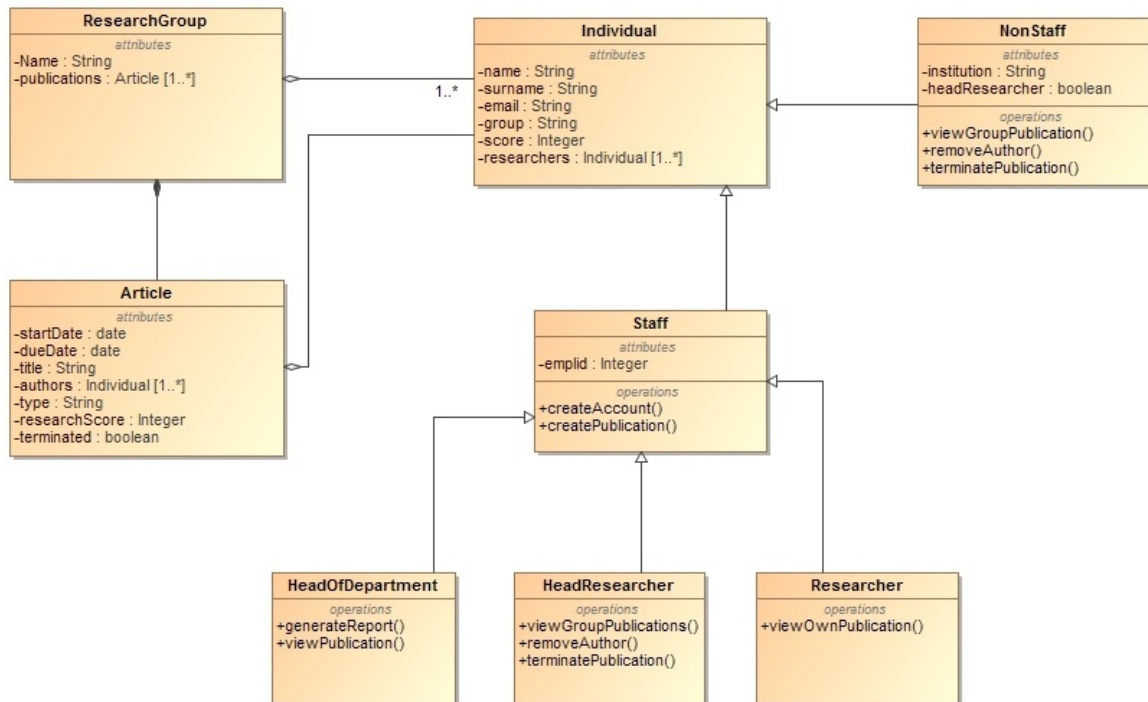 ResearchGroup
attributes
-Name : String
-publications : Article [1..*]
1..*
Individual
attributes
-name : String
-surname : String
-email : String
-group : String
-score : Integer
-researchers : Individual [1..*]
NonStaff
attributes
-institution : String
-headResearcher : boolean
operations
+viewGroupPublication()
+removeAuthor()
+terminatePublication()
Article
attributes
-startDate : date
-dueDate : date
-title : String
-authors : Individual [1..*]
-type : String
-researchScore : Integer
-terminated : boolean
Staff
attributes
-emplid : Integer
operations
+createAccount()
+createPublication()
HeadOfDepartment
operations
+generateReport()
+viewPublication()
HeadResearcher
operations
+viewGroupPublications()
+removeAuthor()
+terminatePublication()
Researcher
operations
+viewOwnPublication()